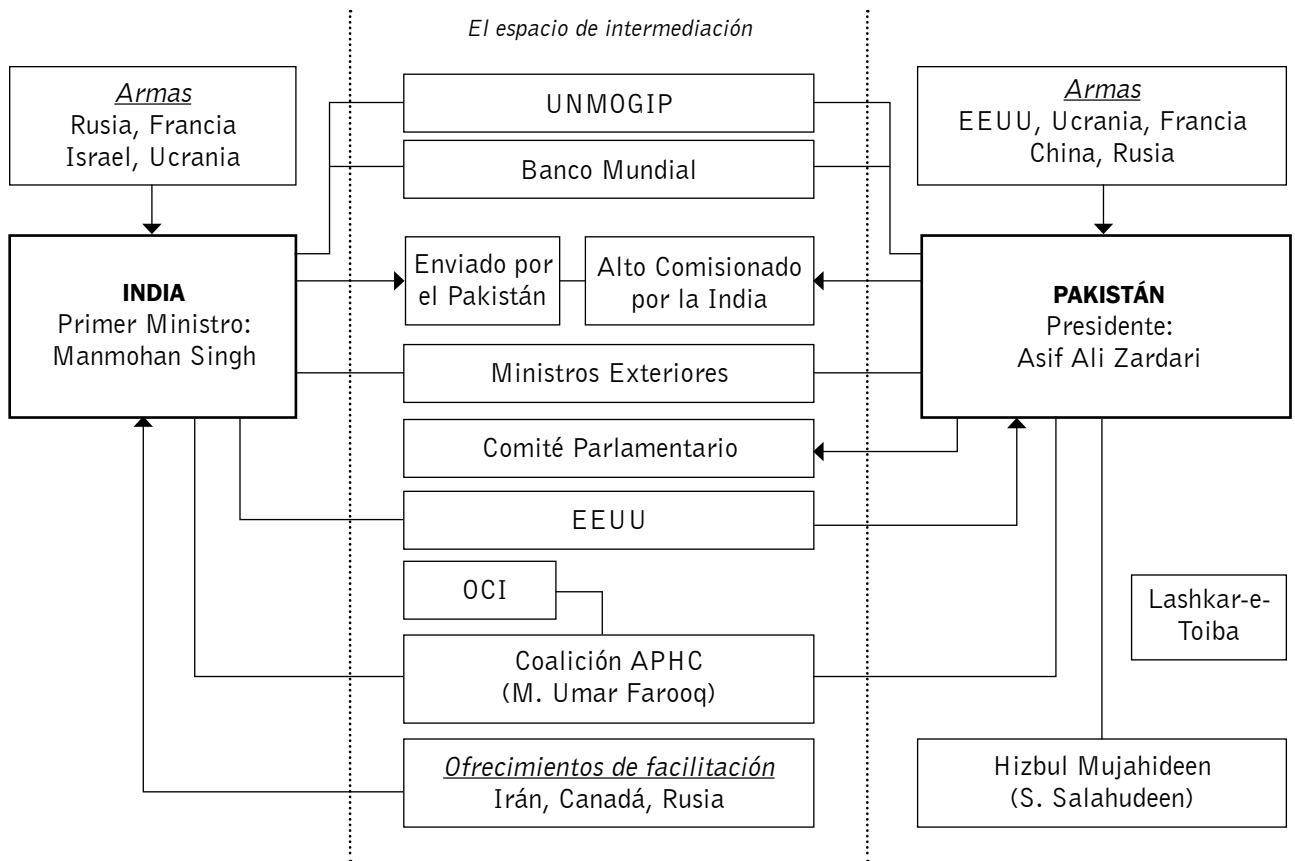 El espacio de intermediación
Armas
Rusia, Francia
Israel, Ucrania
INDIA
Primer Ministro:
Manmohan Singh
UNMOGIP
Banco Mundial
Enviado por
el Pakistán
Alto Comisionado
por la India
Ministros Exteriores
Comité Parlamentario
EEUU
OCI
Coalición APHC
(M. Umar Farooq)
Ofrecimientos de facilitación
Irán, Canadá, Rusia
Armas
EEUU, Ucrania, Francia
China, Rusia
PAKISTÁN
Presidente:
Asif Ali Zardari
Lashkar-e-
Toiba
Hizbul Mujahideen
(S. Salahudeen)